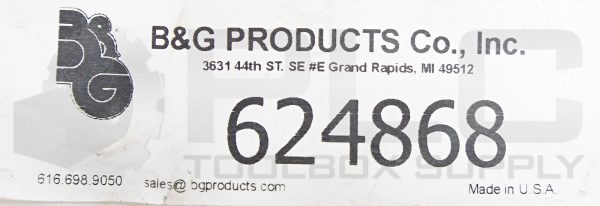 B&G
B&G PRODUCTS Co., Inc.
3631 44th ST. SE #E Grand Rapids, MI 49512
624868
PLC
TOOLBOX SUPPLY
616.698.9050 sales@bgproducts.com Made in U.S.A.